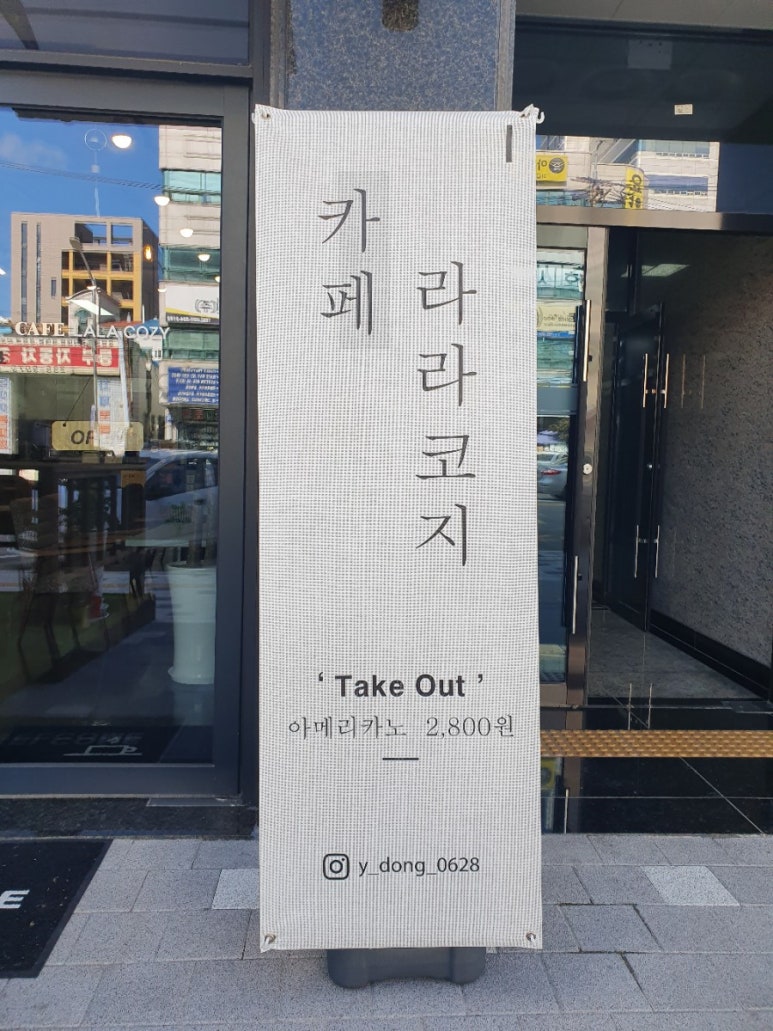 카페
라라코지
‘ Take Out ’
아메리카노 2,800원
y_dong_0628
CAFE LALA COZY
OPEN